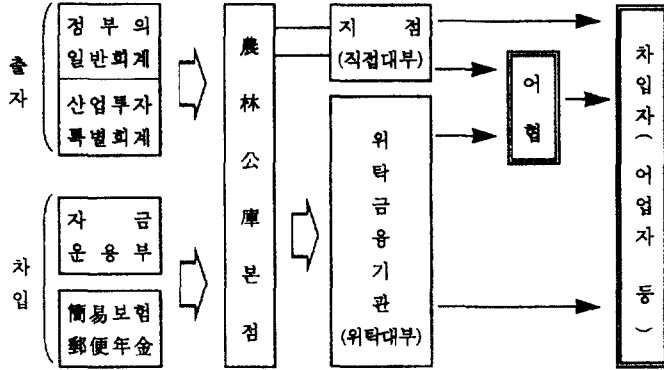 출자
정부의
일반회계
산업투자
특별회계
차입
자금
운용부
簡易보험
郵便年金
農林公庫본점
지점
(직접대부)
위탁금융기관
(위탁대부)
어협
차입자(어업자 등)